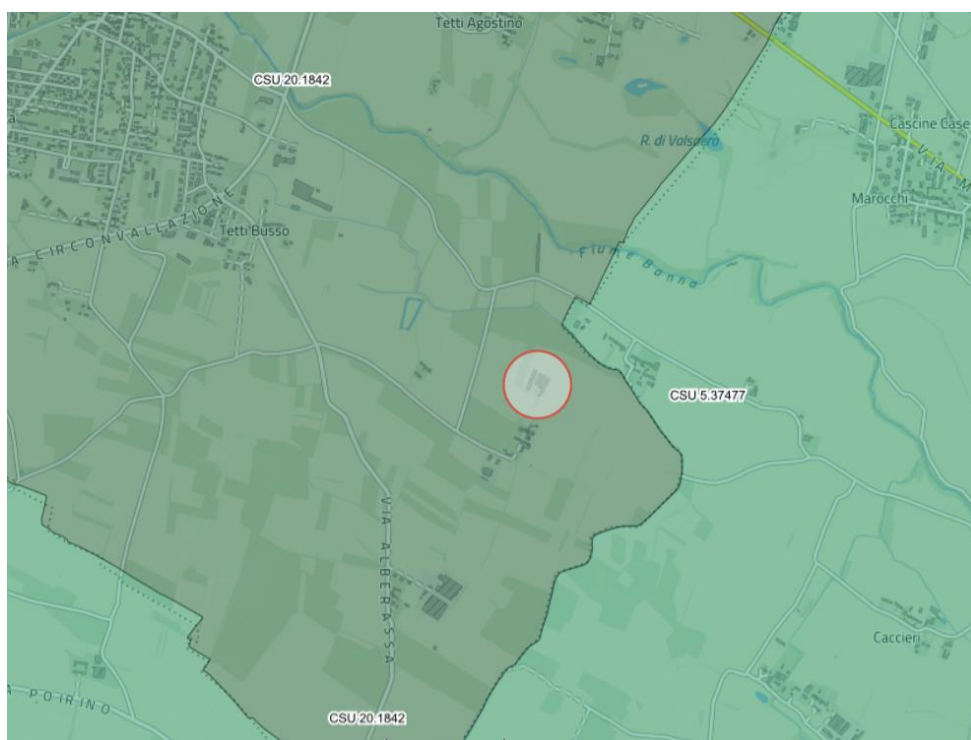 Tetti Agostino
CSU 20.1842
a
Cascine Case
R. di Valsorera
VIA M
Marocchi
Tetti Busso
A CIRCONVALLAZIONE
Fiume Banna
CSU 5.37477
VIA ALBERASSA
Caccieri
A POIRINO
CSU 20.1842